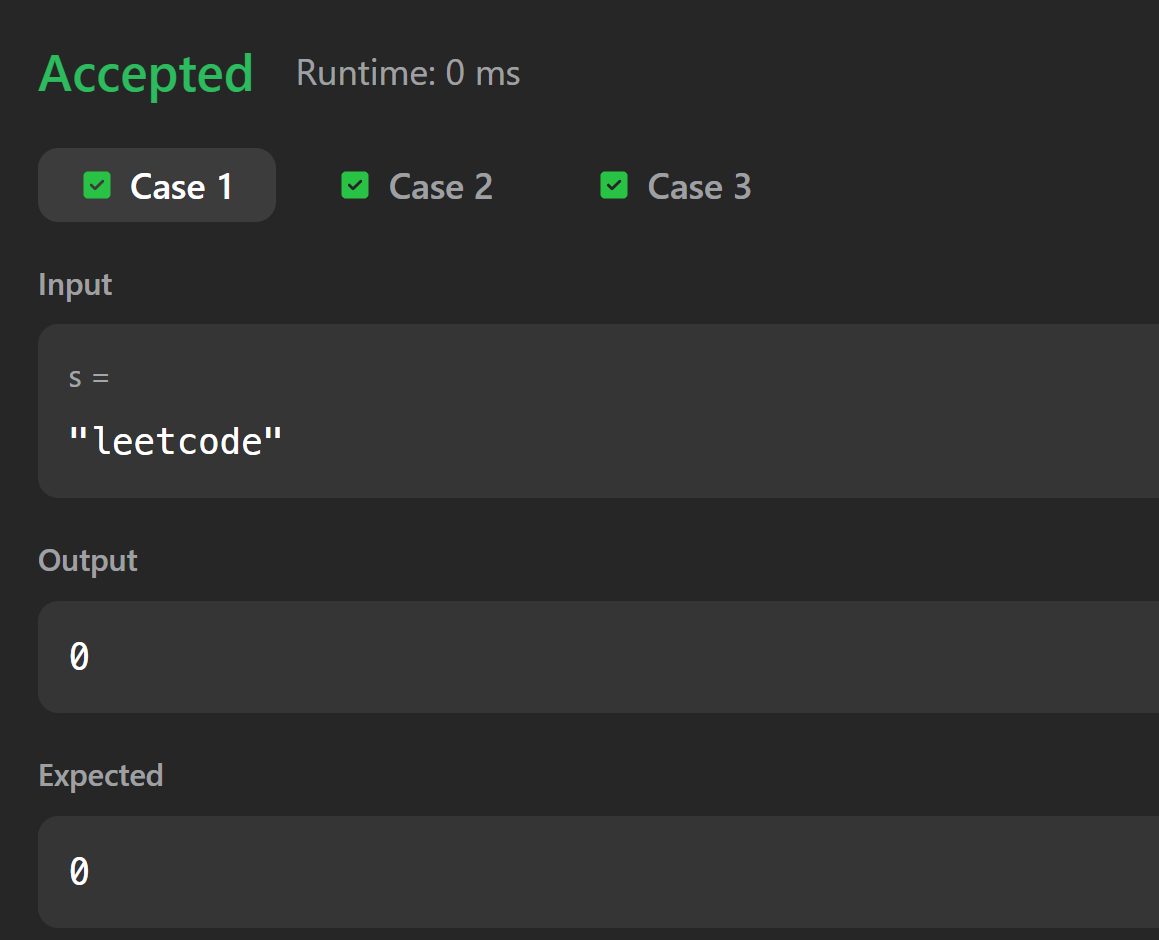 Accepted Runtime: 0 ms
Case 1 Case 2 Case 3
Input
s =
"leetcode"
Output
0
Expected
0